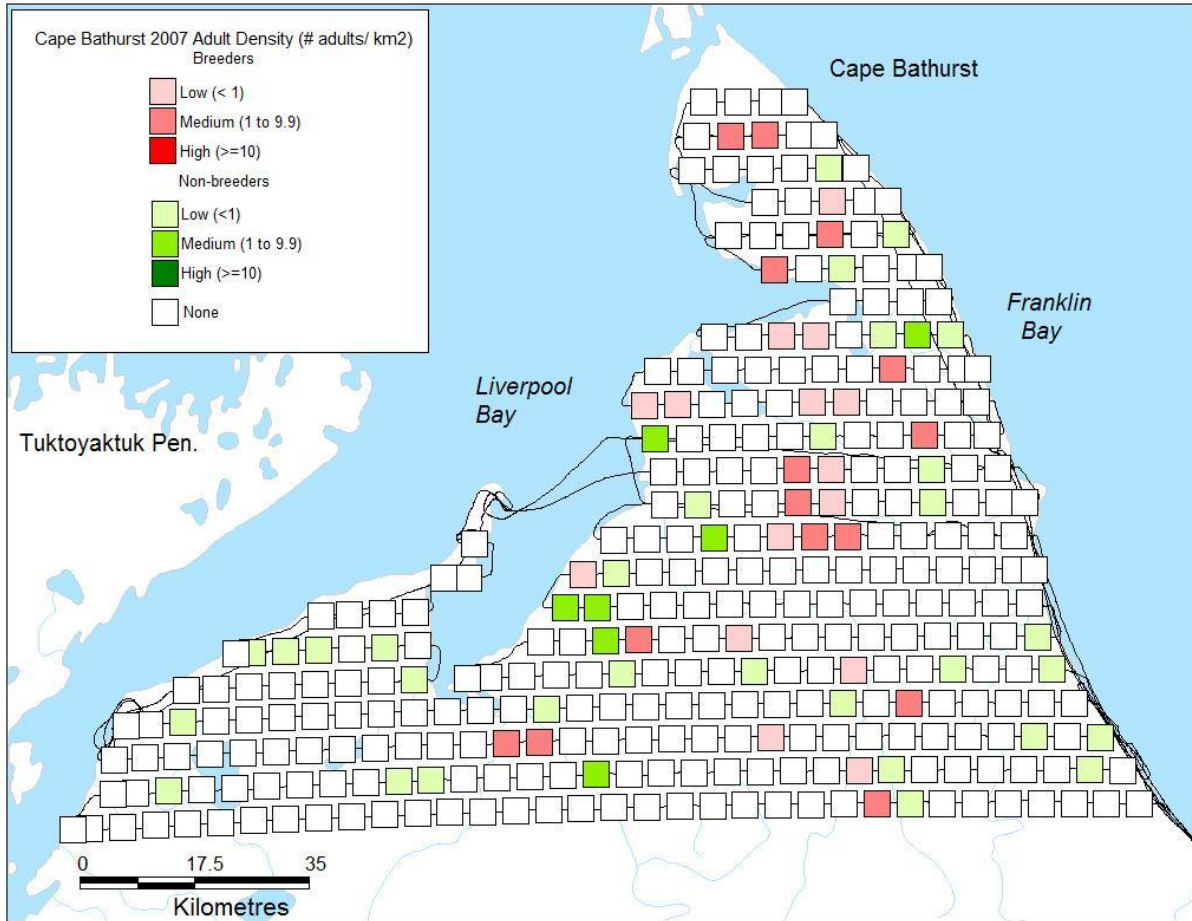 Cape Bathurst 2007 Adult Density (# adults/ km2)
Breeders
Low (< 1)
Medium (1 to 9.9)
High (>=10)
Non-breeders
Low (<1)
Medium (1 to 9.9)
High (>=10)
None
Cape Bathurst
Franklin
Bay
Liverpool
Bay
Tuktoyaktuk Pen.
0 17.5 35
Kilometres